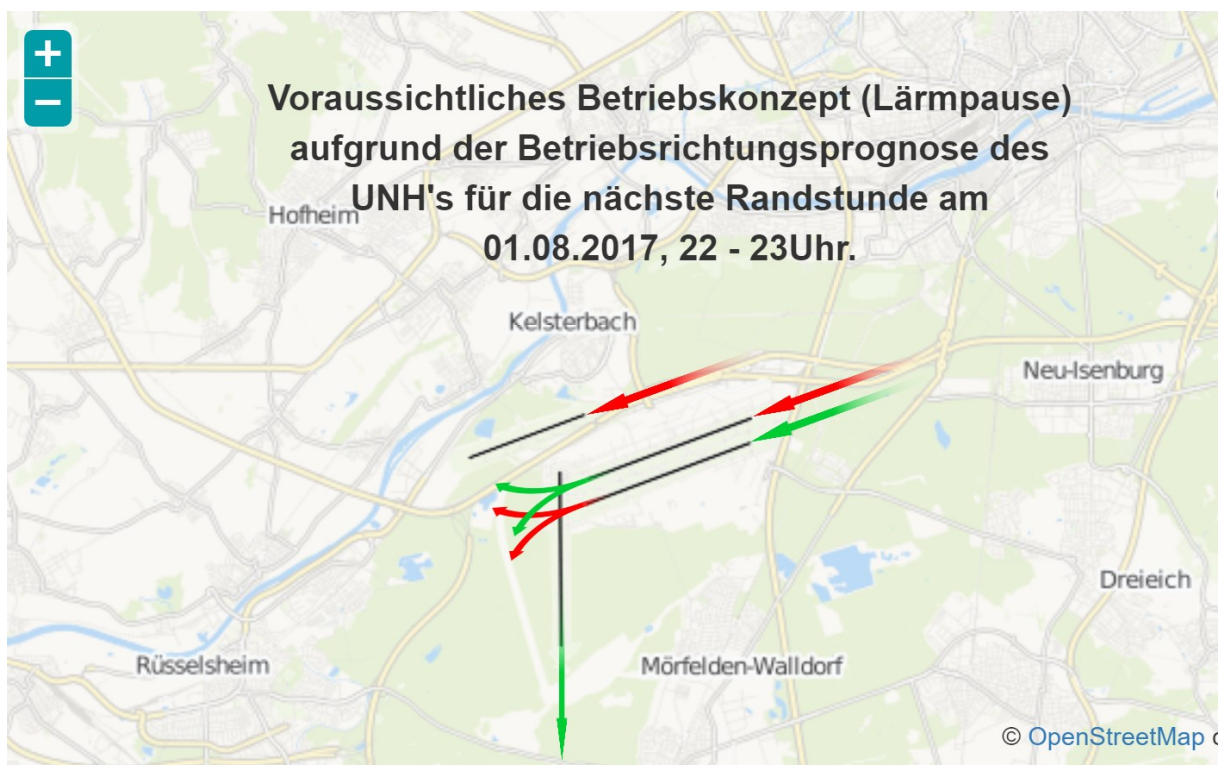 +
−
Voraussichtliches Betriebskonzept (Lärmpause)
aufgrund der Betriebsrichtungsprognose des
UNH's für die nächste Randstunde am
01.08.2017, 22 - 23Uhr.
Hofheim
Kelsterbach
Neu-Isenburg
Dreieich
Rüsselsheim
Mörfelden-Walldorf
© OpenStreetMap